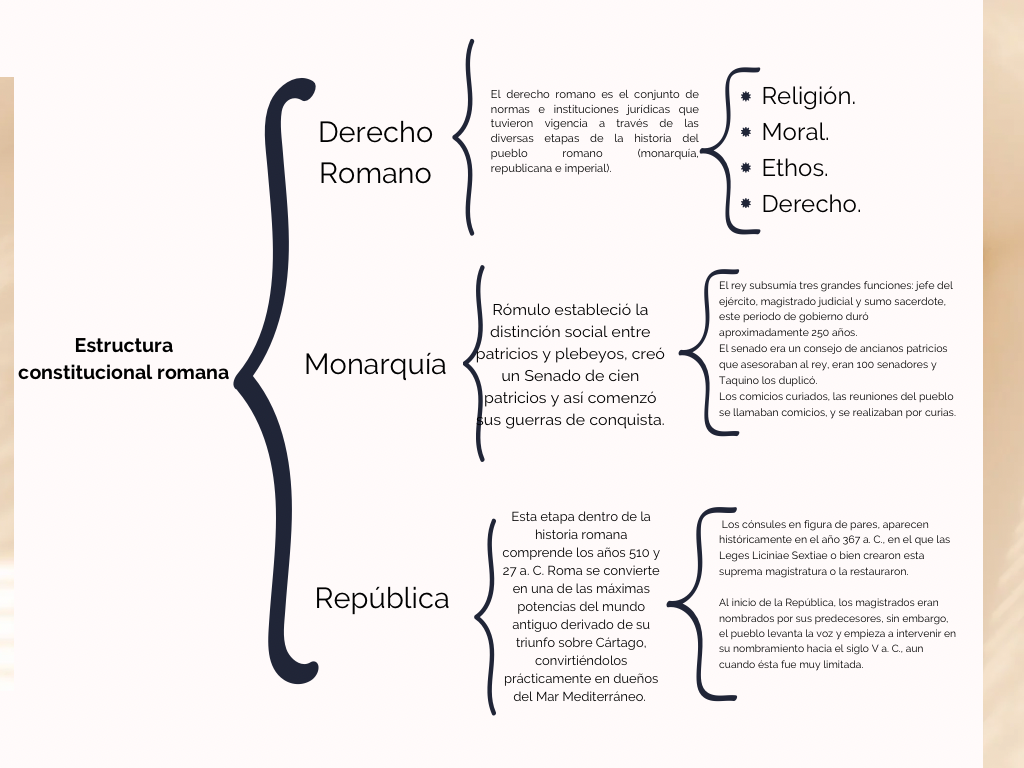 Estructura
constitucional romana
Derecho
Romano
El derecho romano es el conjunto de
normas e instituciones jurídicas que
tuvieron vigencia a través de las
diversas etapas de la historia del
pueblo romano (monarquía,
republicana e imperial).
Religión.
Moral.
Ethos.
Derecho.
Monarquía
Rómulo estableció la
distinción social entre
patricios y plebeyos, creó
un Senado de cien
patricios y así comenzó
sus guerras de conquista.
El rey subsumía tres grandes funciones: jefe del
ejército, magistrado judicial y sumo sacerdote,
este periodo de gobierno duró
aproximadamente 250 años.
El senado era un consejo de ancianos patricios
que asesoraban al rey, eran 100 senadores y
Taquino los duplicó.
Los comicios curiados, las reuniones del pueblo
se llamaban comicios, y se realizaban por curias.
República
Esta etapa dentro de la
historia romana
comprende los años 510 y
27 a. C. Roma se convierte
en una de las máximas
potencias del mundo
antiguo derivado de su
triunfo sobre Cártago,
convirtiéndolos
prácticamente en dueños
del Mar Mediterráneo.
Los cónsules en figura de pares, aparecen
históricamente en el año 367 a. C., en el que las
Leges Liciniae Sextiae o bien crearon esta
suprema magistratura o la restauraron.
Al inicio de la República, los magistrados eran
nombrados por sus predecesores, sin embargo,
el pueblo levanta la voz y empieza a intervenir en
su nombramiento hacia el siglo V a. C., aun
cuando ésta fue muy limitada.